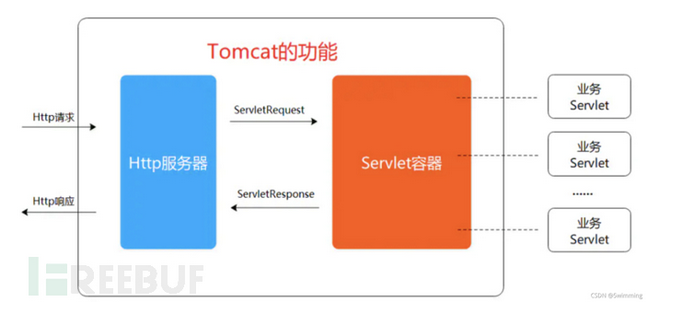 Tomcat的功能
Http请求
Http响应
Http服务器
ServletRequest
ServletResponse
Servlet容器
业务
Servlet
业务
Servlet
......
业务
Servlet
REEBUF
CSDN @Swimming